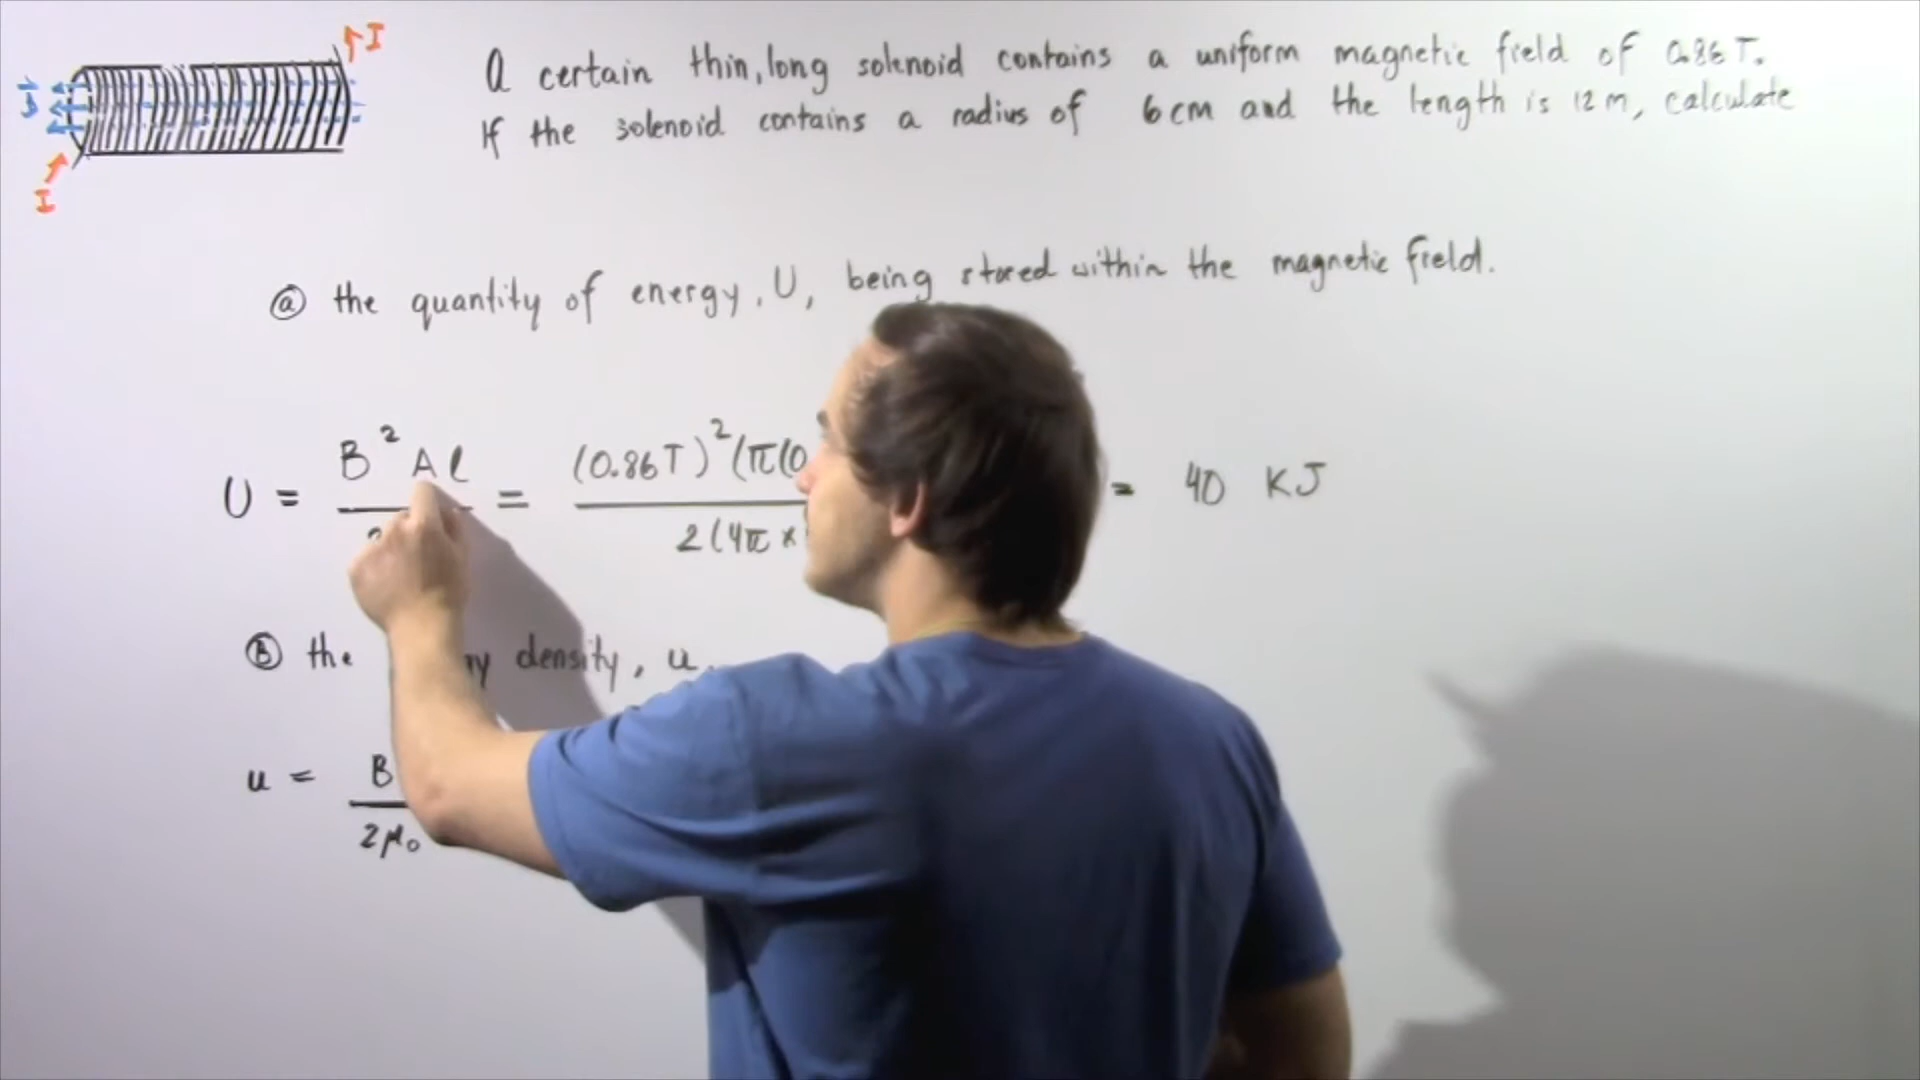 I
A certain thin, long solenoid contains a uniform magnetic field of 0.86 T.
B
If the solenoid contains a radius of 6 cm and the length is 12 m, calculate
I
ⓐ the quantity of energy, U, being stored within the magnetic field.
U = B² A l = (0.86 T)² (π(0 = 40 KJ
2 2(4π ×
Ⓑ the y density, u.
u = B
2μ₀